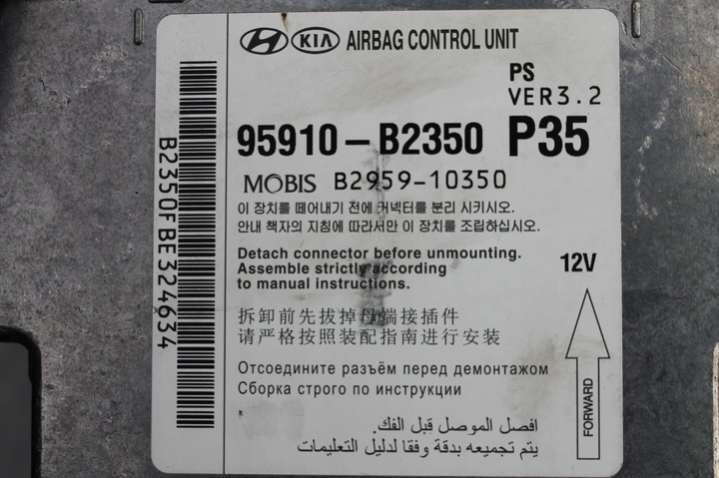 KIA AIRBAG CONTROL UNIT
PS
VER3.2
95910-B2350 P35
MOBIS B2959-10350
B2350FBE324634
이 장치를 떼어내기 전에 커넥터를 분리 시키시오.
안내 책자의 지침에 따라서만 이 장치를 조립하십시오.
Detach connector before unmounting.
Assemble strictly according
to manual instructions.
12V
拆卸前先拔掉母端接插件
请严格按照装配指南进行安装
Отсоедините разъём перед демонтажом
Сборка строго по инструкции
FORWARD
افصل الموصل قبل الفك.
يتم تجميعه بدقة وفقا لدليل التعليمات